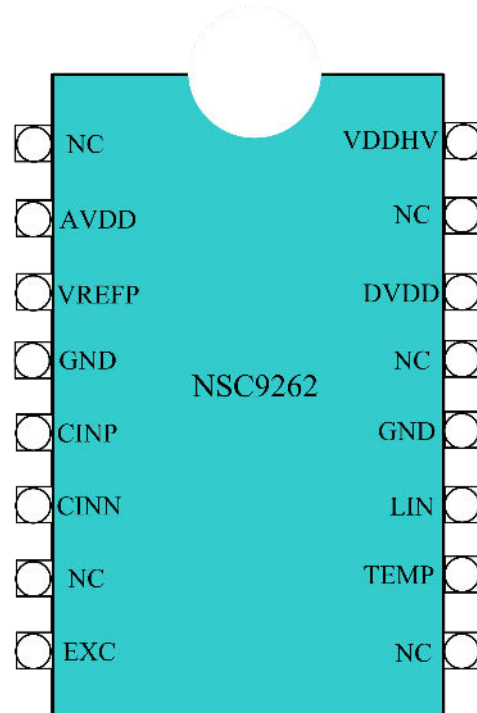 NC
VDDHV
AVDD
NC
VREFP
DVDD
GND
NC
NSC9262
CINP
GND
CINN
LIN
NC
TEMP
EXC
NC